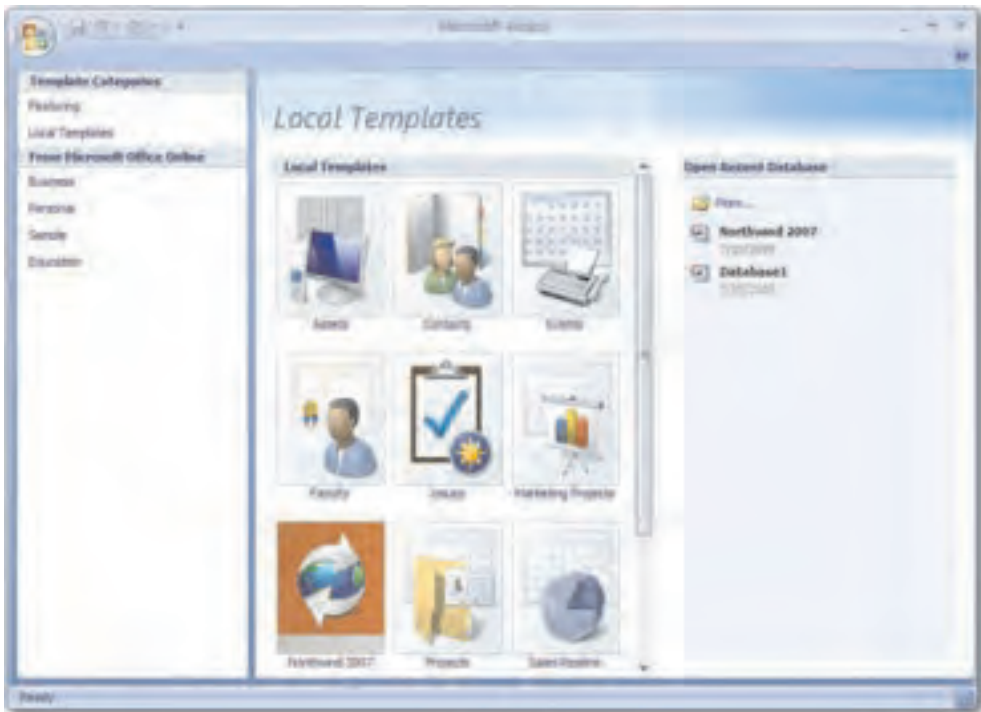 Microsoft Access
Template Categories
Featuring
Local Templates
From Microsoft Office Online
Business
Personal
Sample
Education
Local Templates
Local Templates
Assets
Contacts
Events
Faculty
Issues
Marketing Projects
Northwind 2007
Projects
Sales Pipeline
Open Recent Database
More...
Northwind 2007
Database1
Ready